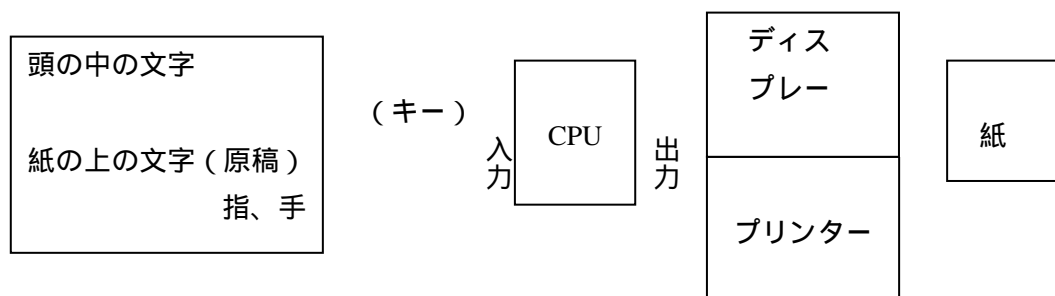 頭の中の文字
紙の上の文字（原稿）
指、手
（キー）
入力
CPU
出力
ディス
プレー
プリンター
紙